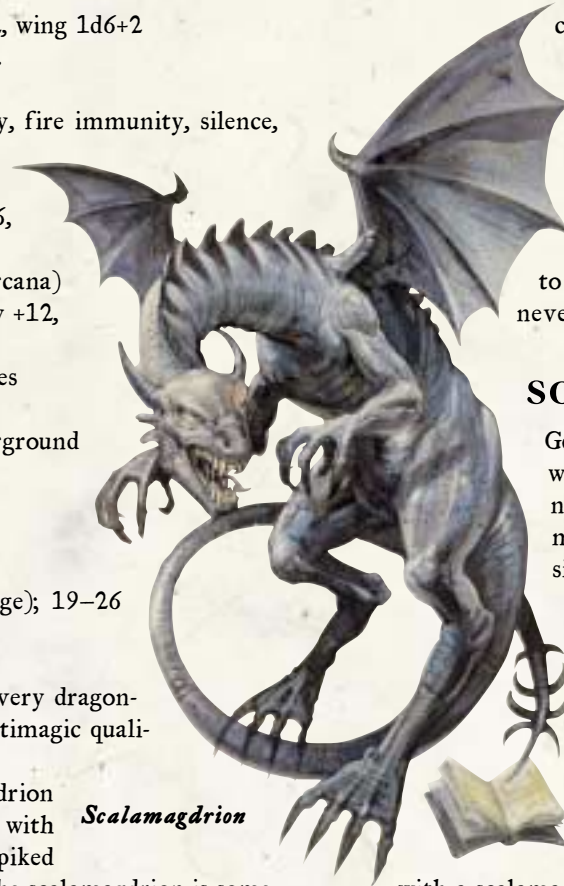 , wing 1d6+2
y, fire immunity, silence,
6,
rcana)
y +12,
es
rground
ge); 19–26
very dragon-
timagic quali-
drion
with
piked
Scalamagdrion
to
neve
SC
Ge
w
n
m
si